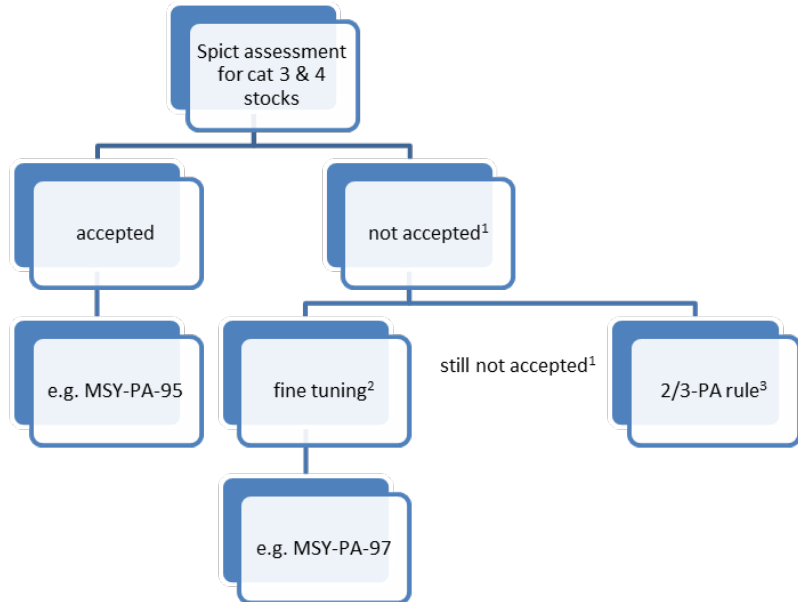 Spict assessment
for cat 3 & 4
stocks
accepted
not accepted¹
e.g. MSY-PA-95
fine tuning²
still not accepted¹
2/3-PA rule³
e.g. MSY-PA-97